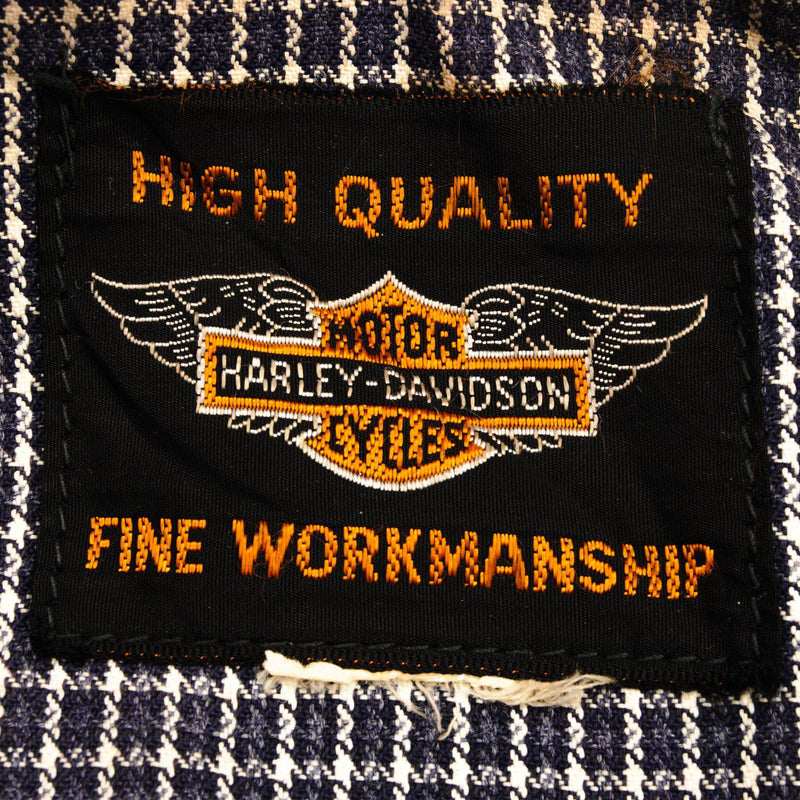 HIGH QUALITY
MOTOR
HARLEY-DAVIDSON
CYCLES
FINE WORKMANSHIP